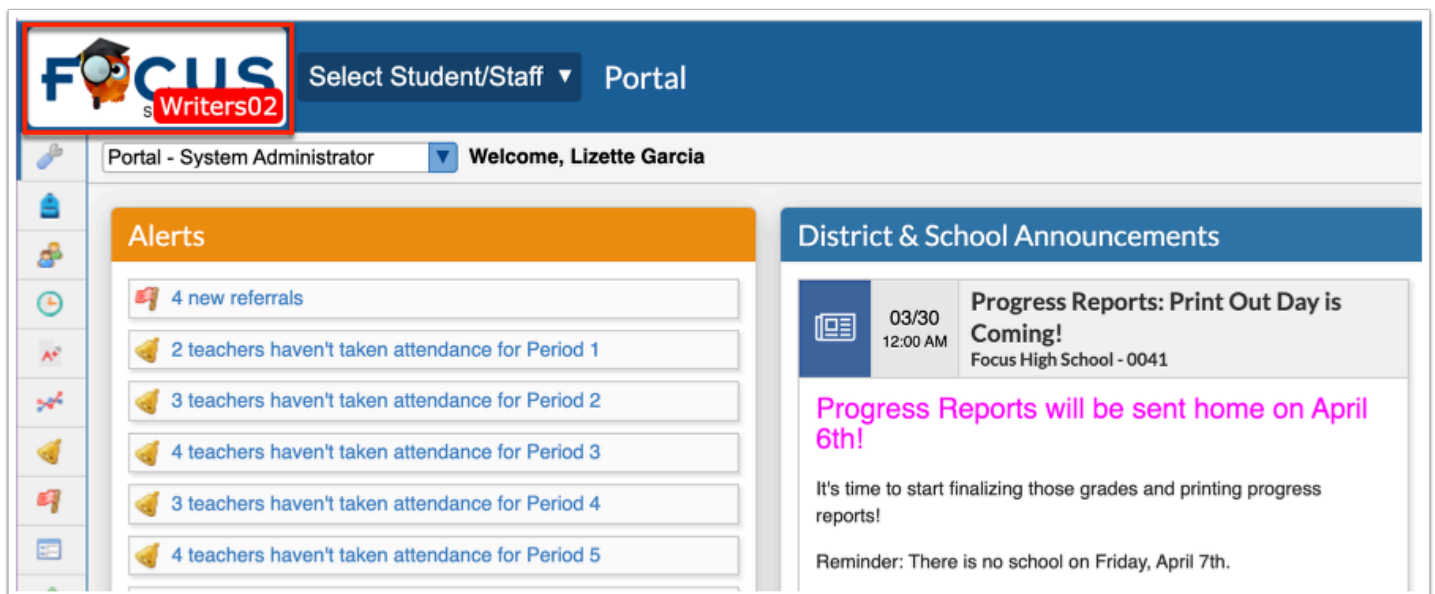 FOCUS
Writers02
Select Student/Staff ▼
Portal
Portal - System Administrator
Welcome, Lizette Garcia
Alerts
4 new referrals
2 teachers haven't taken attendance for Period 1
3 teachers haven't taken attendance for Period 2
4 teachers haven't taken attendance for Period 3
3 teachers haven't taken attendance for Period 4
4 teachers haven't taken attendance for Period 5
District & School Announcements
03/30
12:00 AM
Progress Reports: Print Out Day is
Coming!
Focus High School - 0041
Progress Reports will be sent home on April
6th!
It's time to start finalizing those grades and printing progress
reports!
Reminder: There is no school on Friday, April 7th.